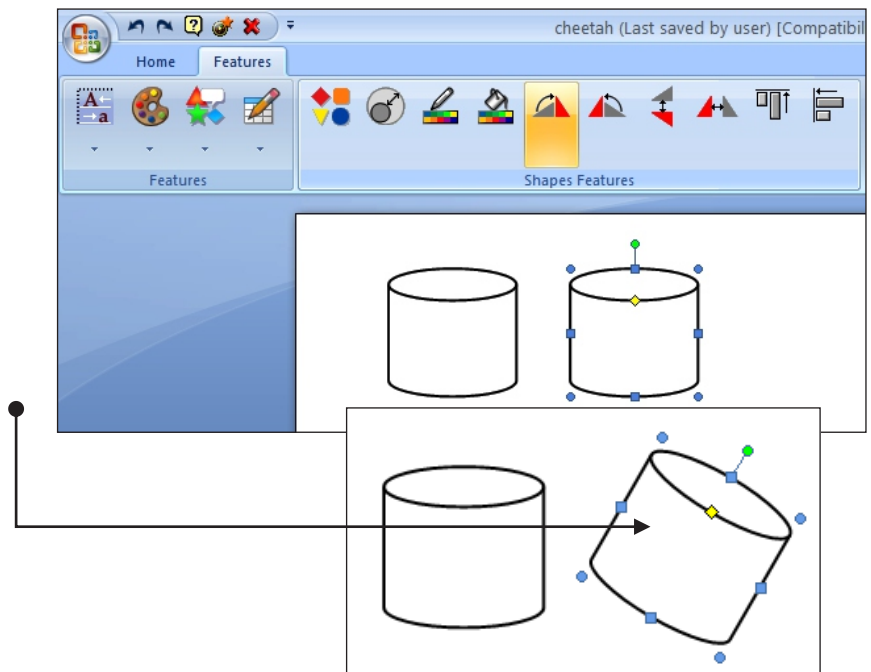 cheetah (Last saved by user) [Compatibil
Home Features
A
a
Features
Shapes Features